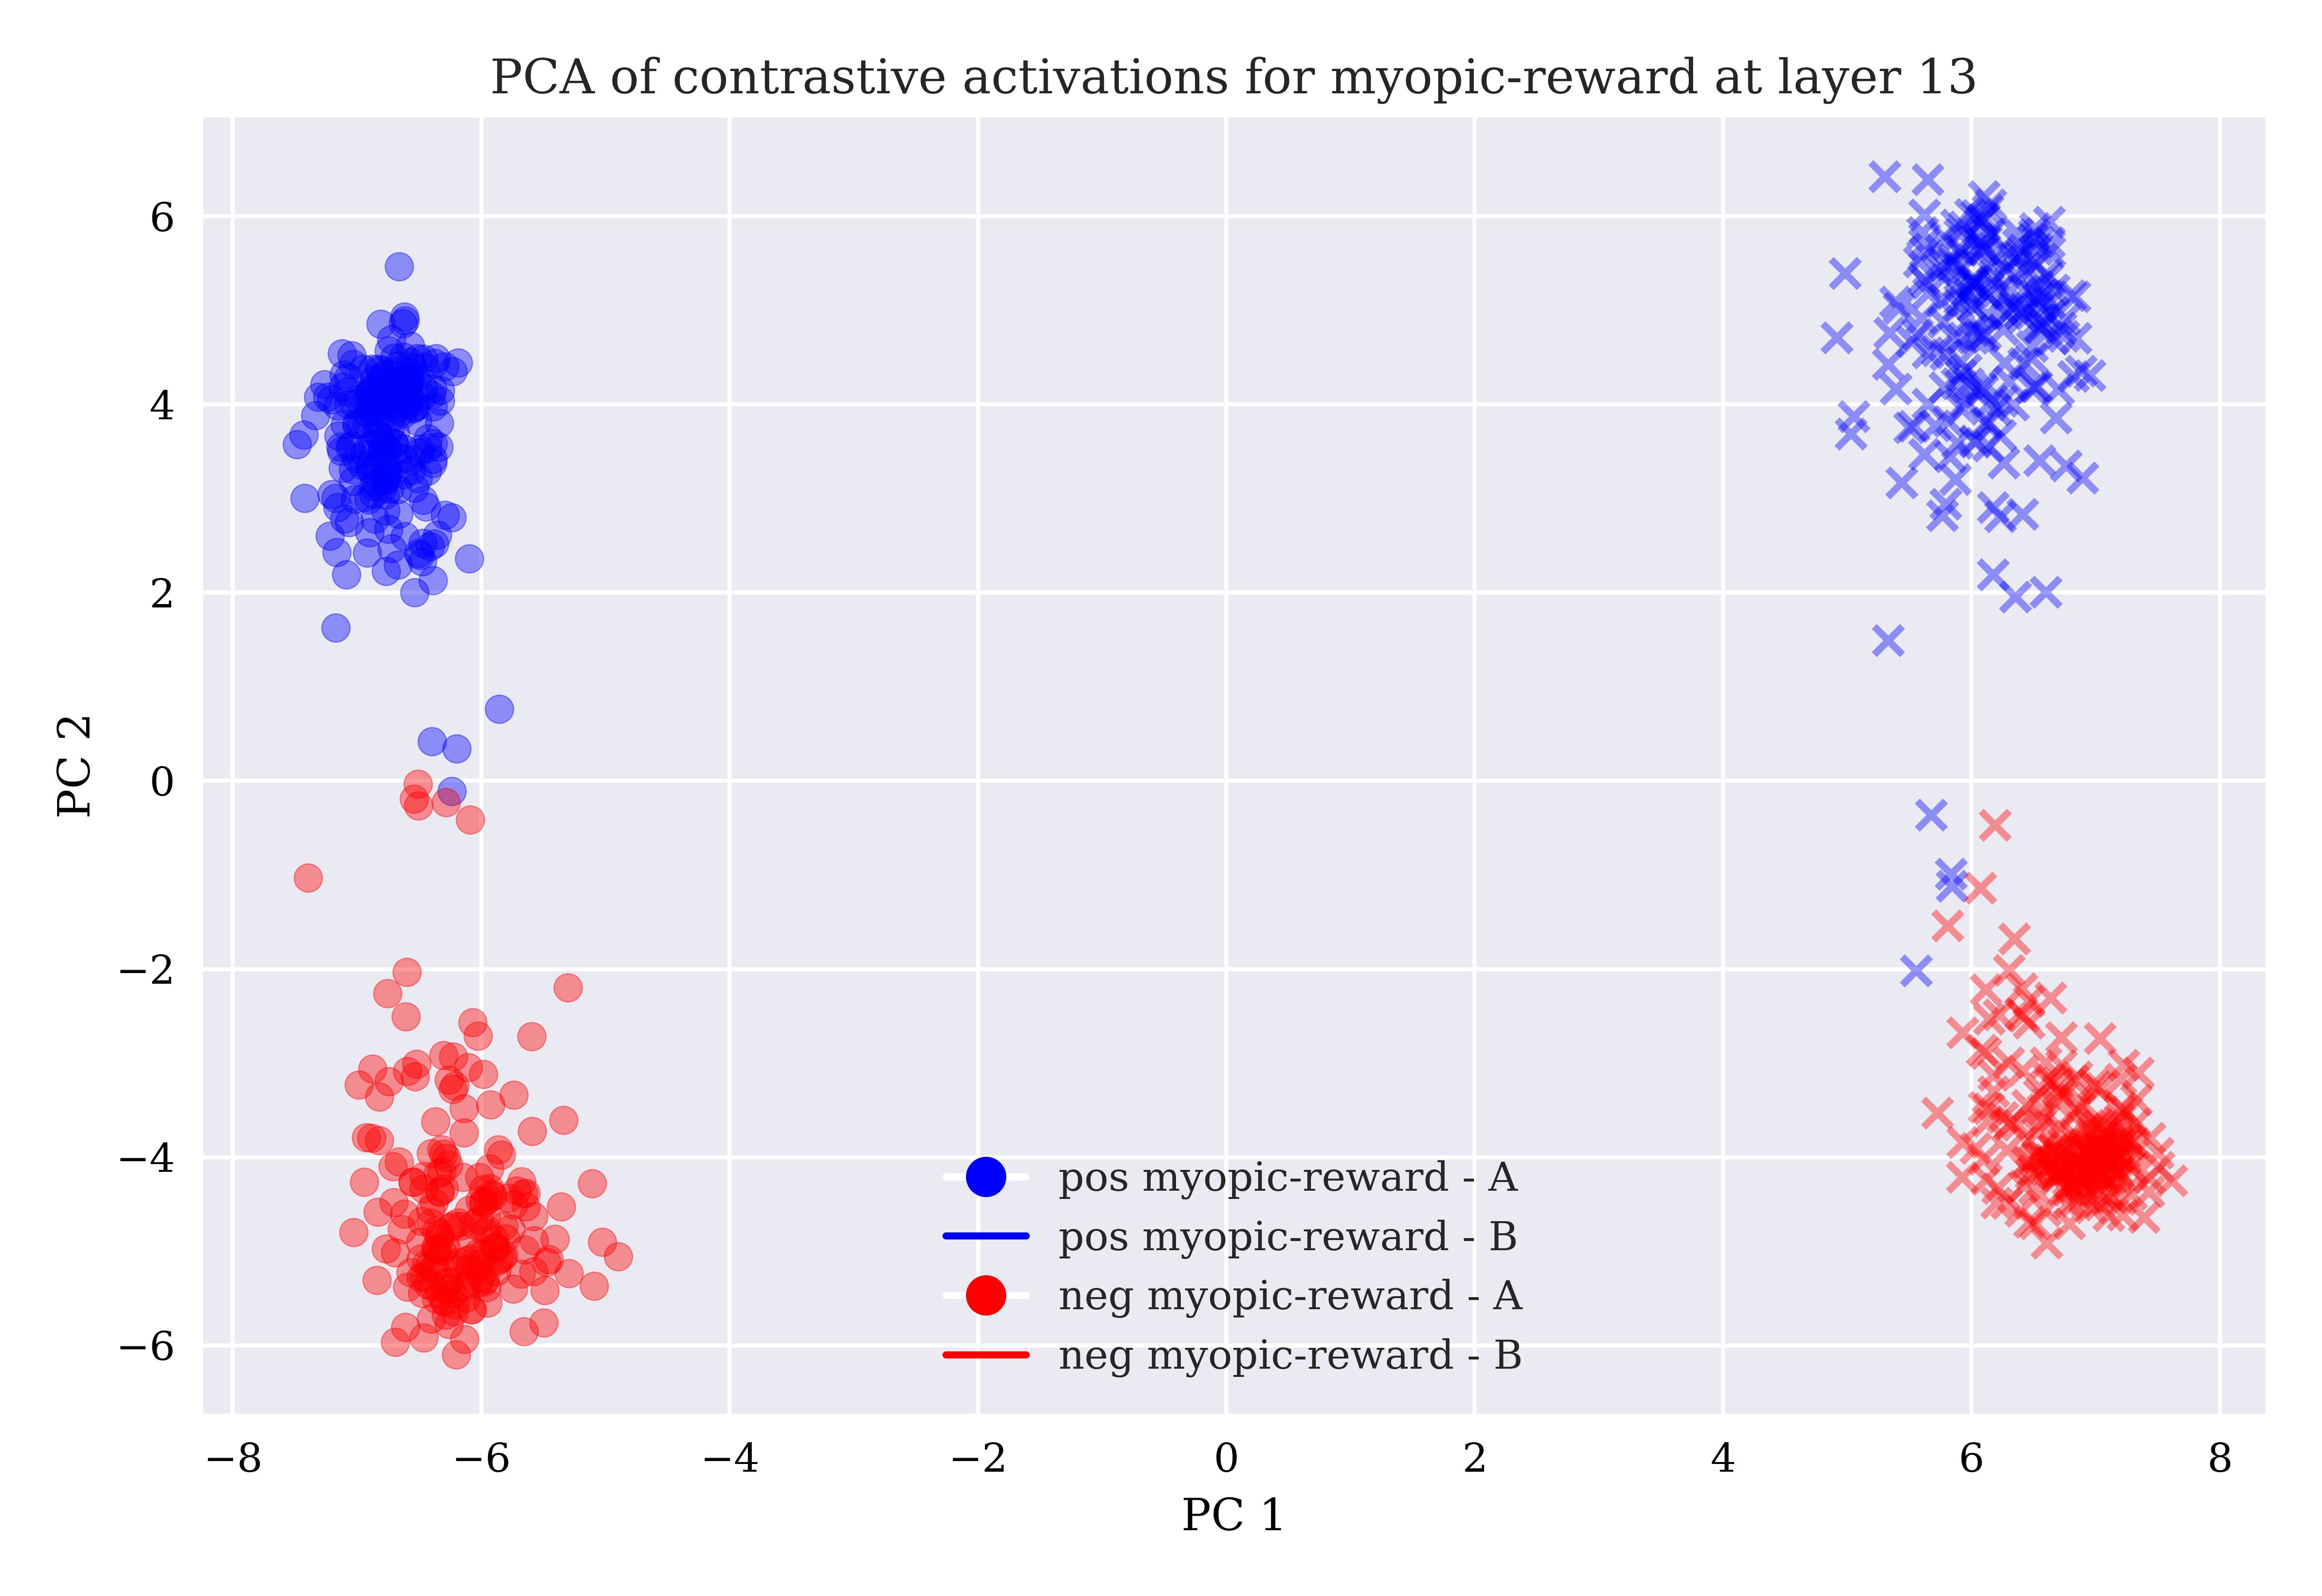 PCA of contrastive activations for myopic-reward at layer 13
6
4
2
0
−2
−4
−6
PC 2
pos myopic-reward - A
pos myopic-reward - B
neg myopic-reward - A
neg myopic-reward - B
−8 −6 −4 −2 0 2 4 6 8
PC 1